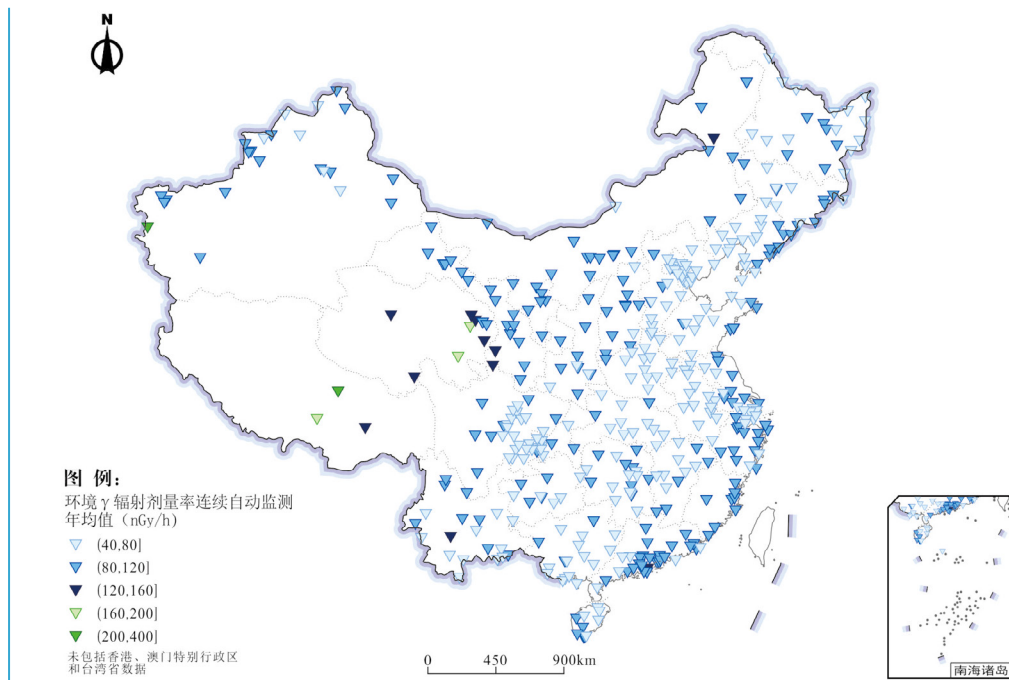 N
图 例：
环境 γ 辐射剂量率连续自动监测
年均值（nGy/h）
(40,80]
(80,120]
(120,160]
(160,200]
(200,400]
未包括香港、澳门特别行政区
和台湾省数据
0 450 900km
南海诸岛